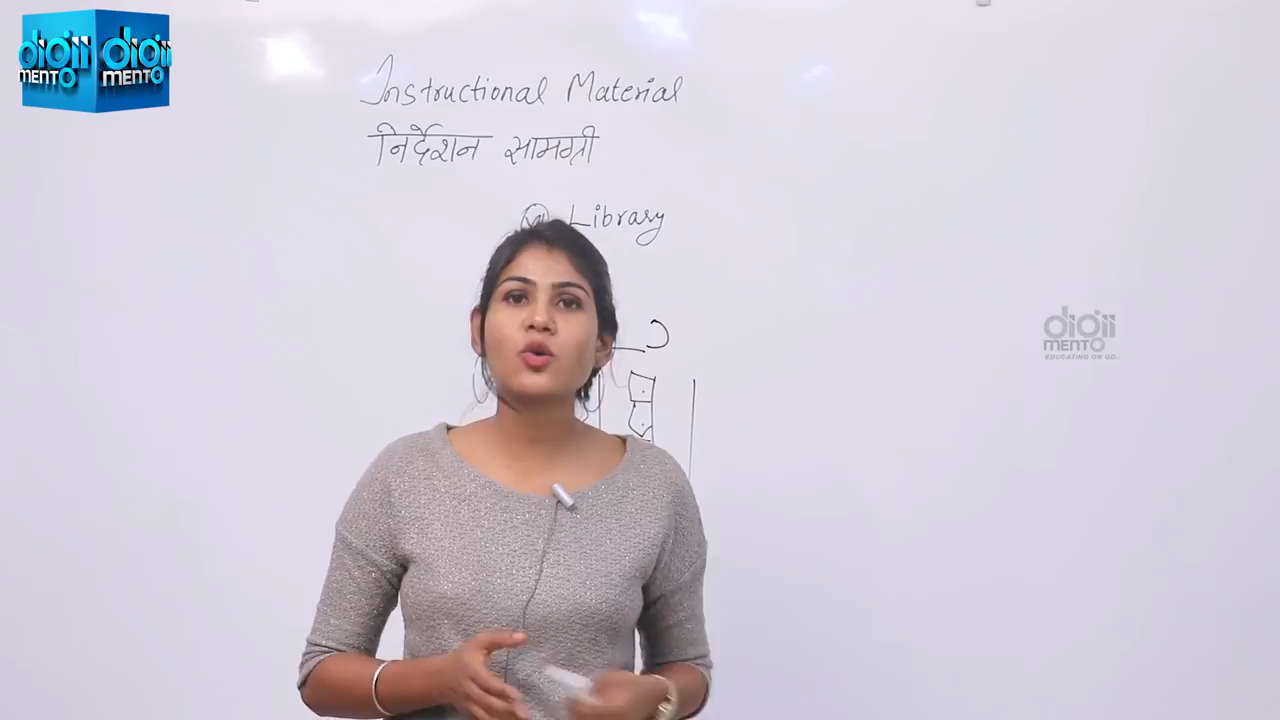 digii digii
MENTO MENTO
Instructional Material
निर्देशन सामग्री
Library
digii
MENTO
EDUCATING ON GO..